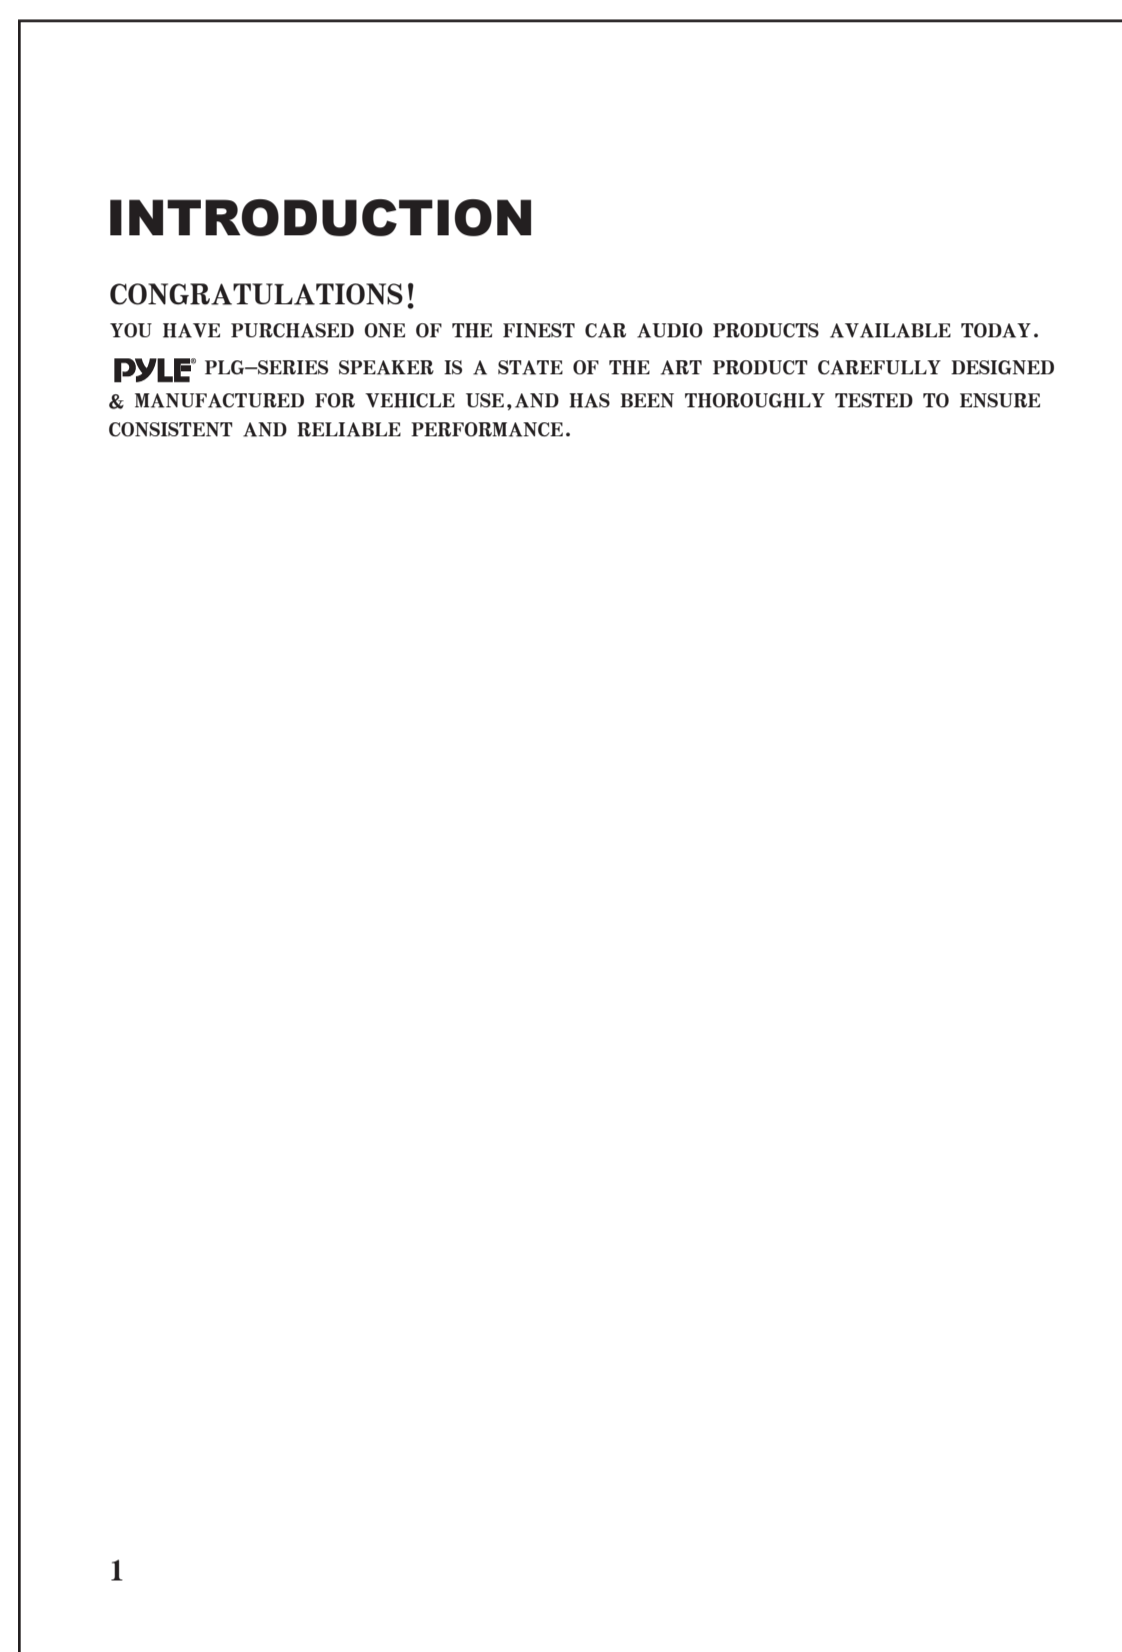 INTRODUCTION
CONGRATULATIONS!
YOU HAVE PURCHASED ONE OF THE FINEST CAR AUDIO PRODUCTS AVAILABLE TODAY.
PYLE® PLG-SERIES SPEAKER IS A STATE OF THE ART PRODUCT CAREFULLY DESIGNED
& MANUFACTURED FOR VEHICLE USE,AND HAS BEEN THOROUGHLY TESTED TO ENSURE
CONSISTENT AND RELIABLE PERFORMANCE.
1